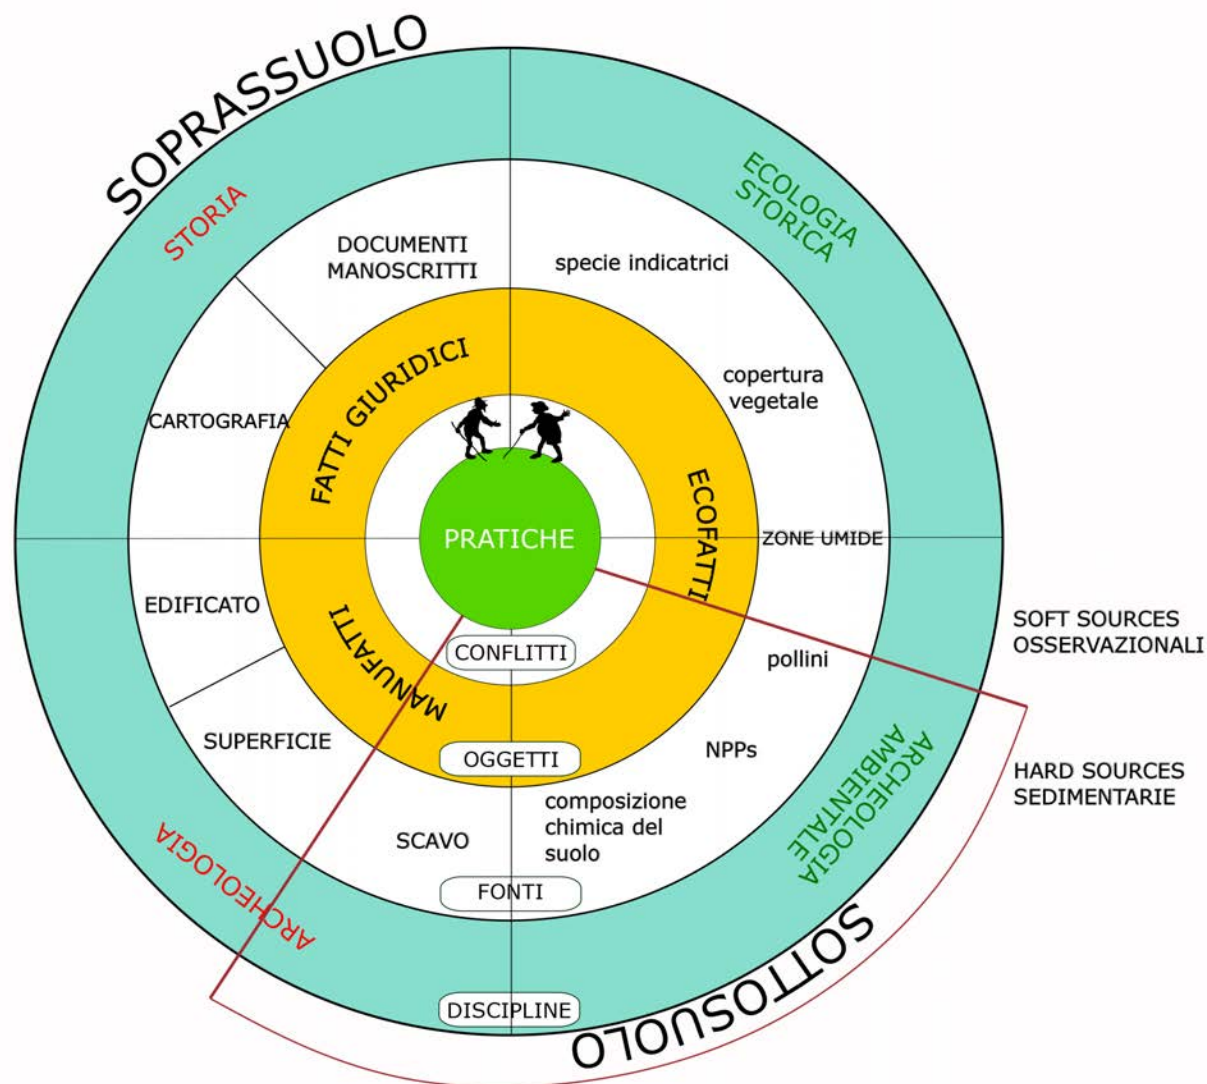 SOPRASSUOLO
STORIA
ECOLOGIA
STORICA
DOCUMENTI
MANOSCRITTI
specie indicatrici
FATTI GIURIDICI
copertura
vegetale
CARTOGRAFIA
ECOFATTI
PRATICHE
ZONE UMIDE
EDIFICATO
MANUFATTI
CONFLITTI
pollini
SOFT SOURCES
OSSERVAZIONALI
SUPERFICIE
OGGETTI
NPPs
ARCHEOLOGIA
AMBIENTALE
HARD SOURCES
SEDIMENTARIE
composizione
chimica del
suolo
SCAVO
ARCHEOLOGIA
FONTI
DISCIPLINE
SOTTOSUOLO